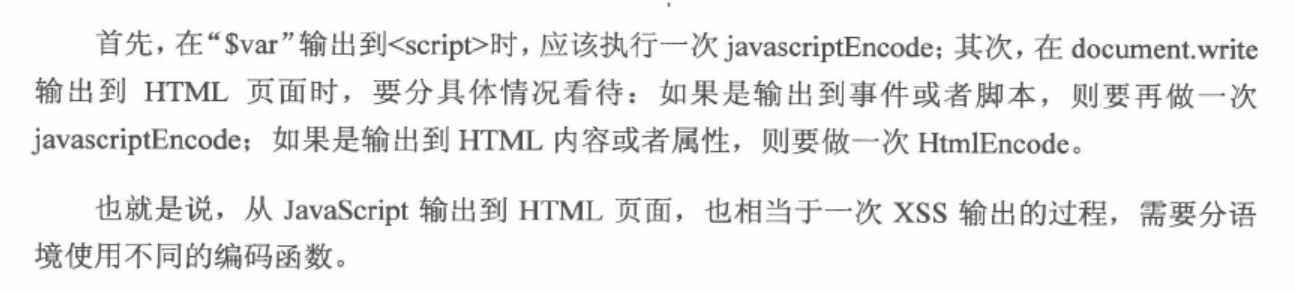 首先，在“$var”输出到<script>时，应该执行一次 javascriptEncode；其次，在 document.write
输出到 HTML 页面时，要分具体情况看待：如果是输出到事件或者脚本，则要再做一次
javascriptEncode；如果是输出到 HTML 内容或者属性，则要做一次 HtmlEncode。
也就是说，从 JavaScript 输出到 HTML 页面，也相当于一次 XSS 输出的过程，需要分语
境使用不同的编码函数。